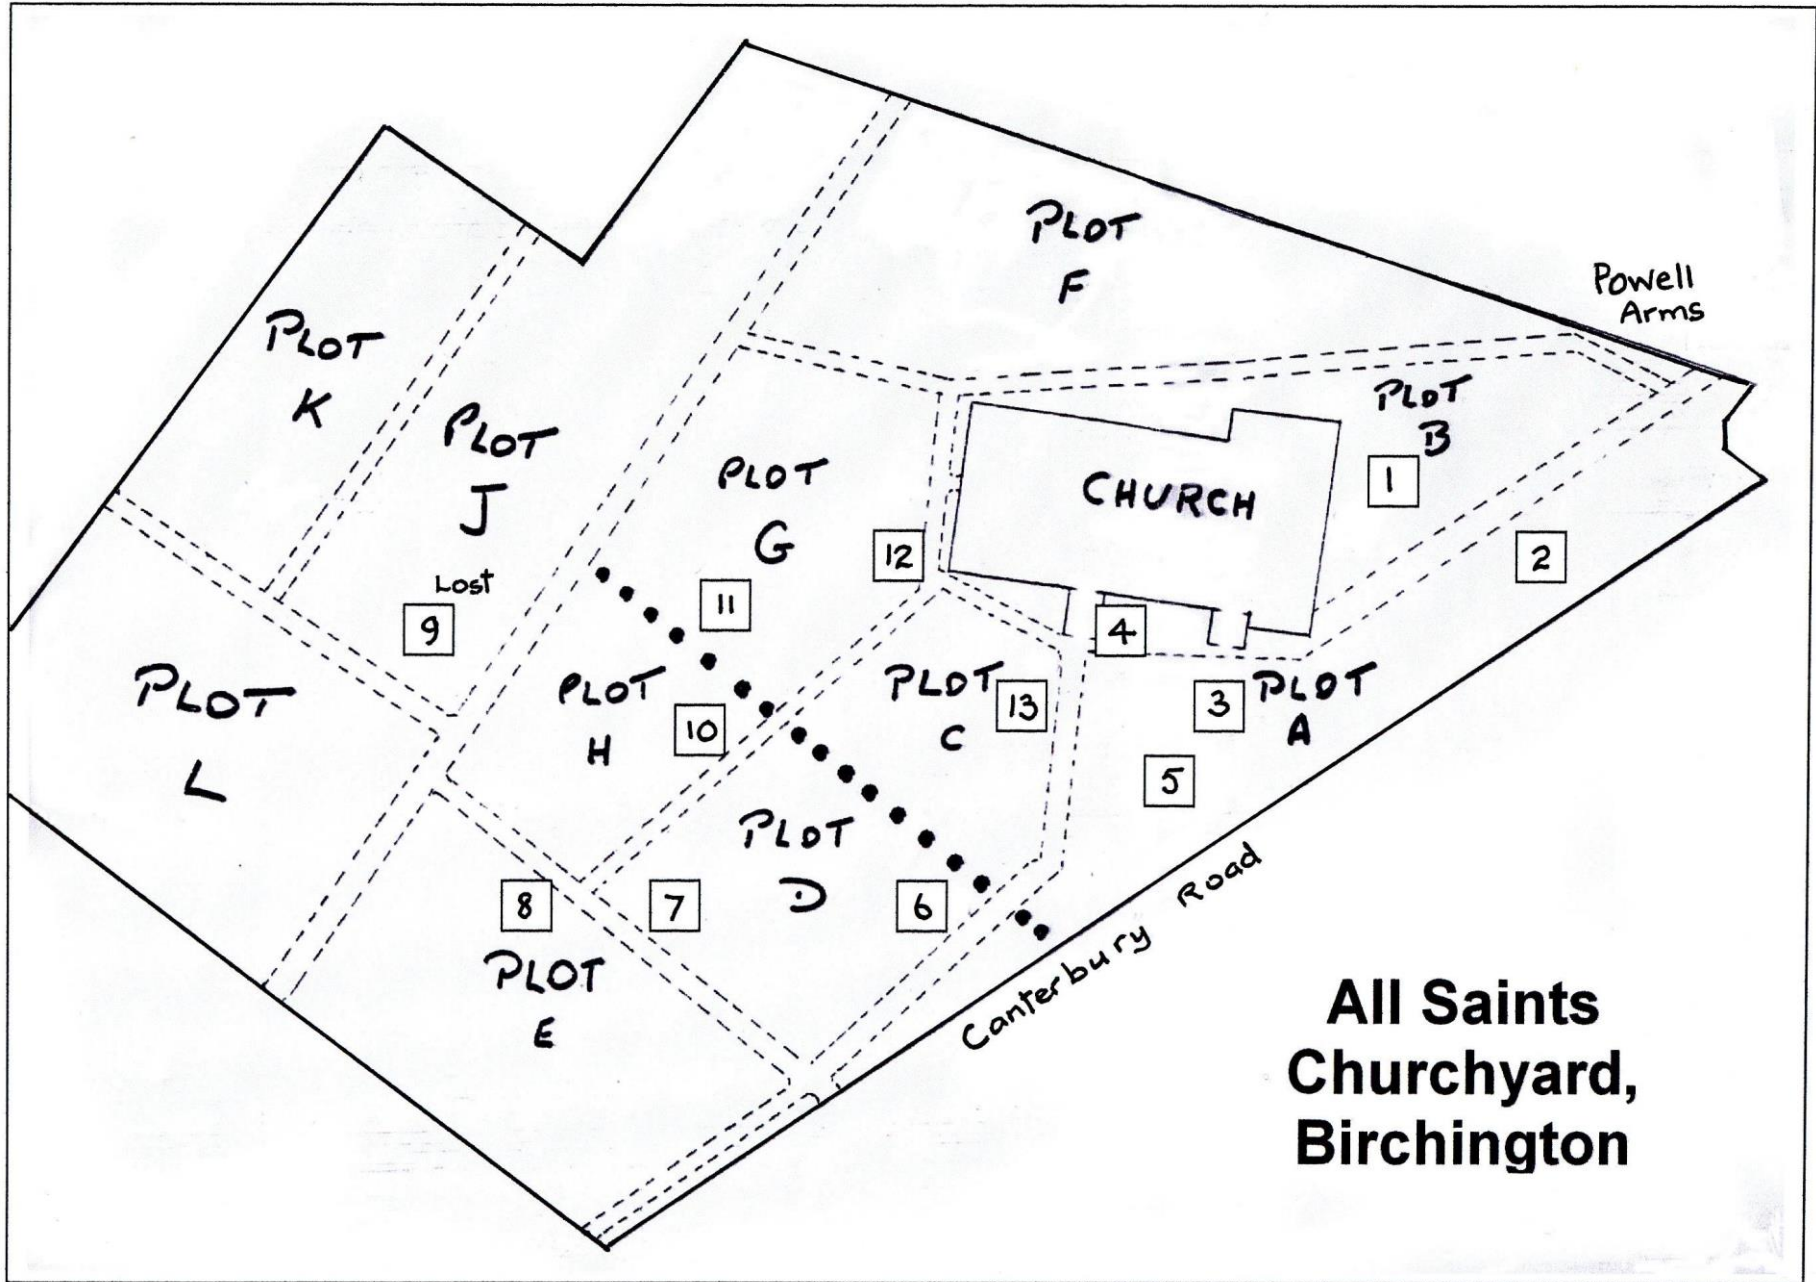 PLOT
F
Powell
Arms
PLOT
K
PLOT
B
1
PLOT
J
PLOT
G
CHURCH
2
12
Lost
9
11
4
PLOT
L
PLOT
H
10
PLOT
C
13
3
PLOT
A
5
PLOT
D
8
7
6
PLOT
E
Canterbury Road
All Saints
Churchyard,
Birchington